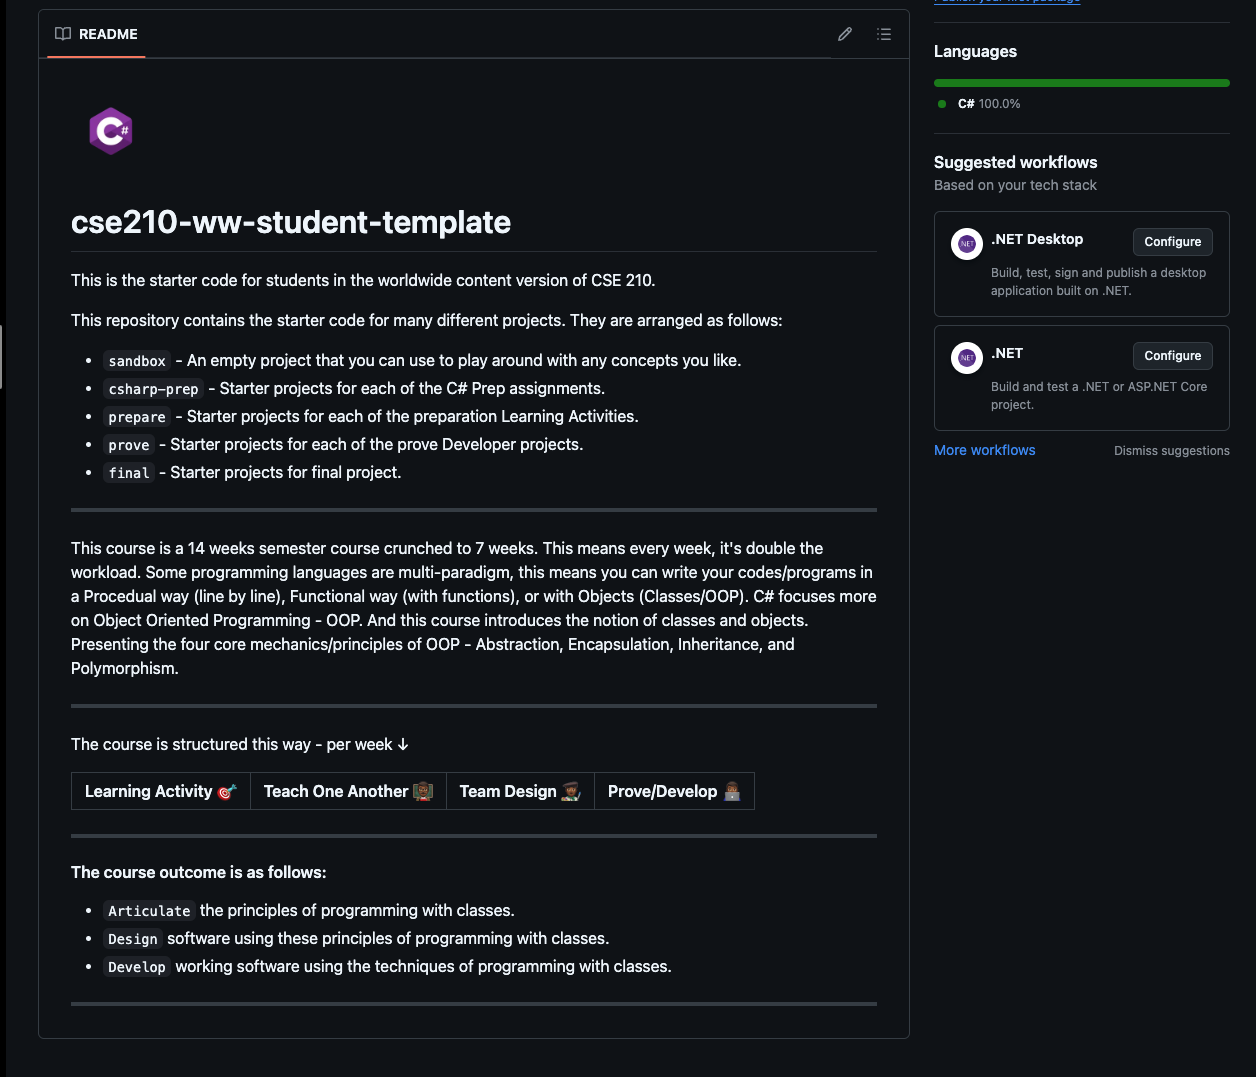 Publish your first package
README
C#
cse210-ww-student-template
This is the starter code for students in the worldwide content version of CSE 210.
This repository contains the starter code for many different projects. They are arranged as follows:
• sandbox - An empty project that you can use to play around with any concepts you like.
• csharp-prep - Starter projects for each of the C# Prep assignments.
• prepare - Starter projects for each of the preparation Learning Activities.
• prove - Starter projects for each of the prove Developer projects.
• final - Starter projects for final project.
This course is a 14 weeks semester course crunched to 7 weeks. This means every week, it's double the
workload. Some programming languages are multi-paradigm, this means you can write your codes/programs in
a Procedual way (line by line), Functional way (with functions), or with Objects (Classes/OOP). C# focuses more
on Object Oriented Programming - OOP. And this course introduces the notion of classes and objects.
Presenting the four core mechanics/principles of OOP - Abstraction, Encapsulation, Inheritance, and
Polymorphism.
The course is structured this way - per week ↓
Learning Activity 🎯 Teach One Another 👩🏾‍🏫 Team Design 👨🏾‍🎨 Prove/Develop 👨🏾‍💻
The course outcome is as follows:
• Articulate the principles of programming with classes.
• Design software using these principles of programming with classes.
• Develop working software using the techniques of programming with classes.
Languages
C# 100.0%
Suggested workflows
Based on your tech stack
NET .NET Desktop Configure
Build, test, sign and publish a desktop
application built on .NET.
NET .NET Configure
Build and test a .NET or ASP.NET Core
project.
More workflows Dismiss suggestions